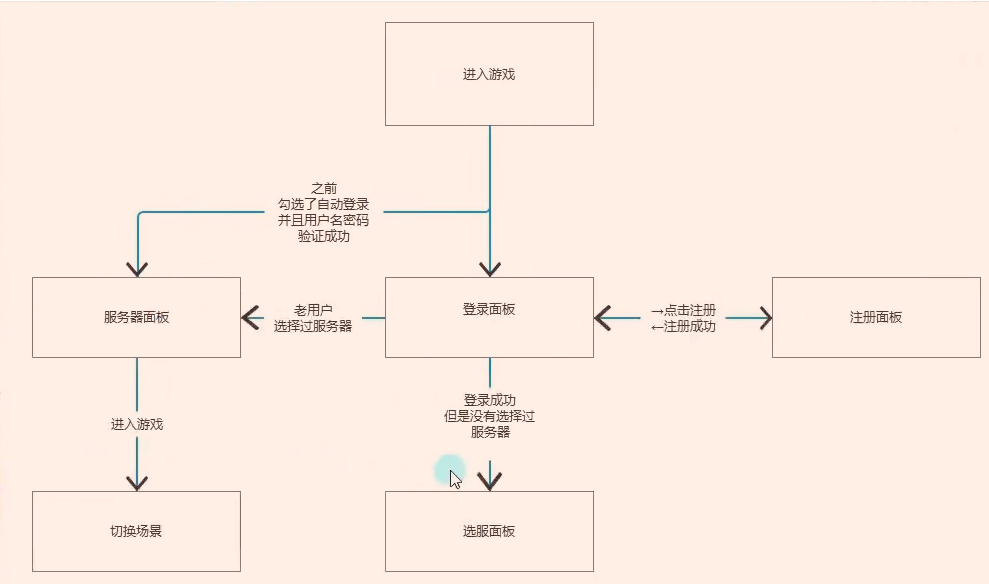 进入游戏
之前
勾选了自动登录
并且用户名密码
验证成功
服务器面板
老用户
选择过服务器
登录面板
→点击注册
←注册成功
注册面板
进入游戏
登录成功
但是没有选择过
服务器
切换场景
选服面板